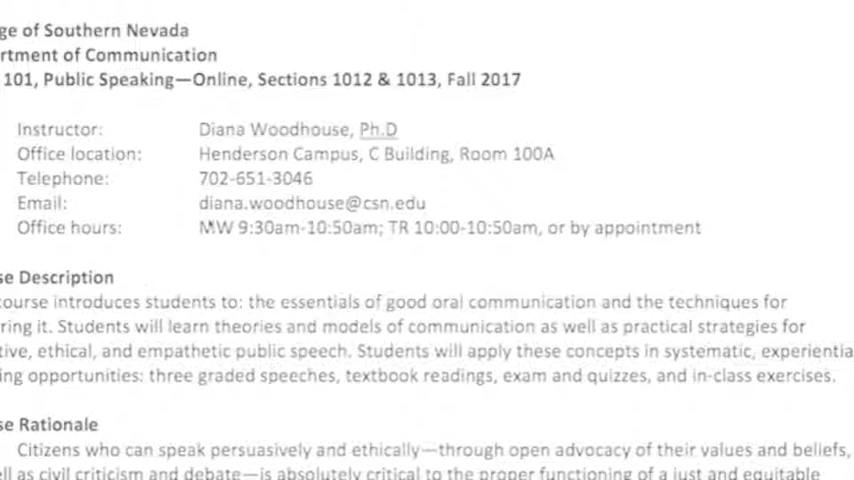 ge of Southern Nevada
rtment of Communication
101, Public Speaking—Online, Sections 1012 & 1013, Fall 2017
Instructor: Diana Woodhouse, Ph.D
Office location: Henderson Campus, C Building, Room 100A
Telephone: 702-651-3046
Email: diana.woodhouse@csn.edu
Office hours: MW 9:30am-10:50am; TR 10:00-10:50am, or by appointment
se Description
course introduces students to: the essentials of good oral communication and the techniques for
ring it. Students will learn theories and models of communication as well as practical strategies for
tive, ethical, and empathetic public speech. Students will apply these concepts in systematic, experientia
ing opportunities: three graded speeches, textbook readings, exam and quizzes, and in-class exercises.
se Rationale
Citizens who can speak persuasively and ethically—through open advocacy of their values and beliefs,
ell as civil criticism and debate—is absolutely critical to the proper functioning of a just and equitable